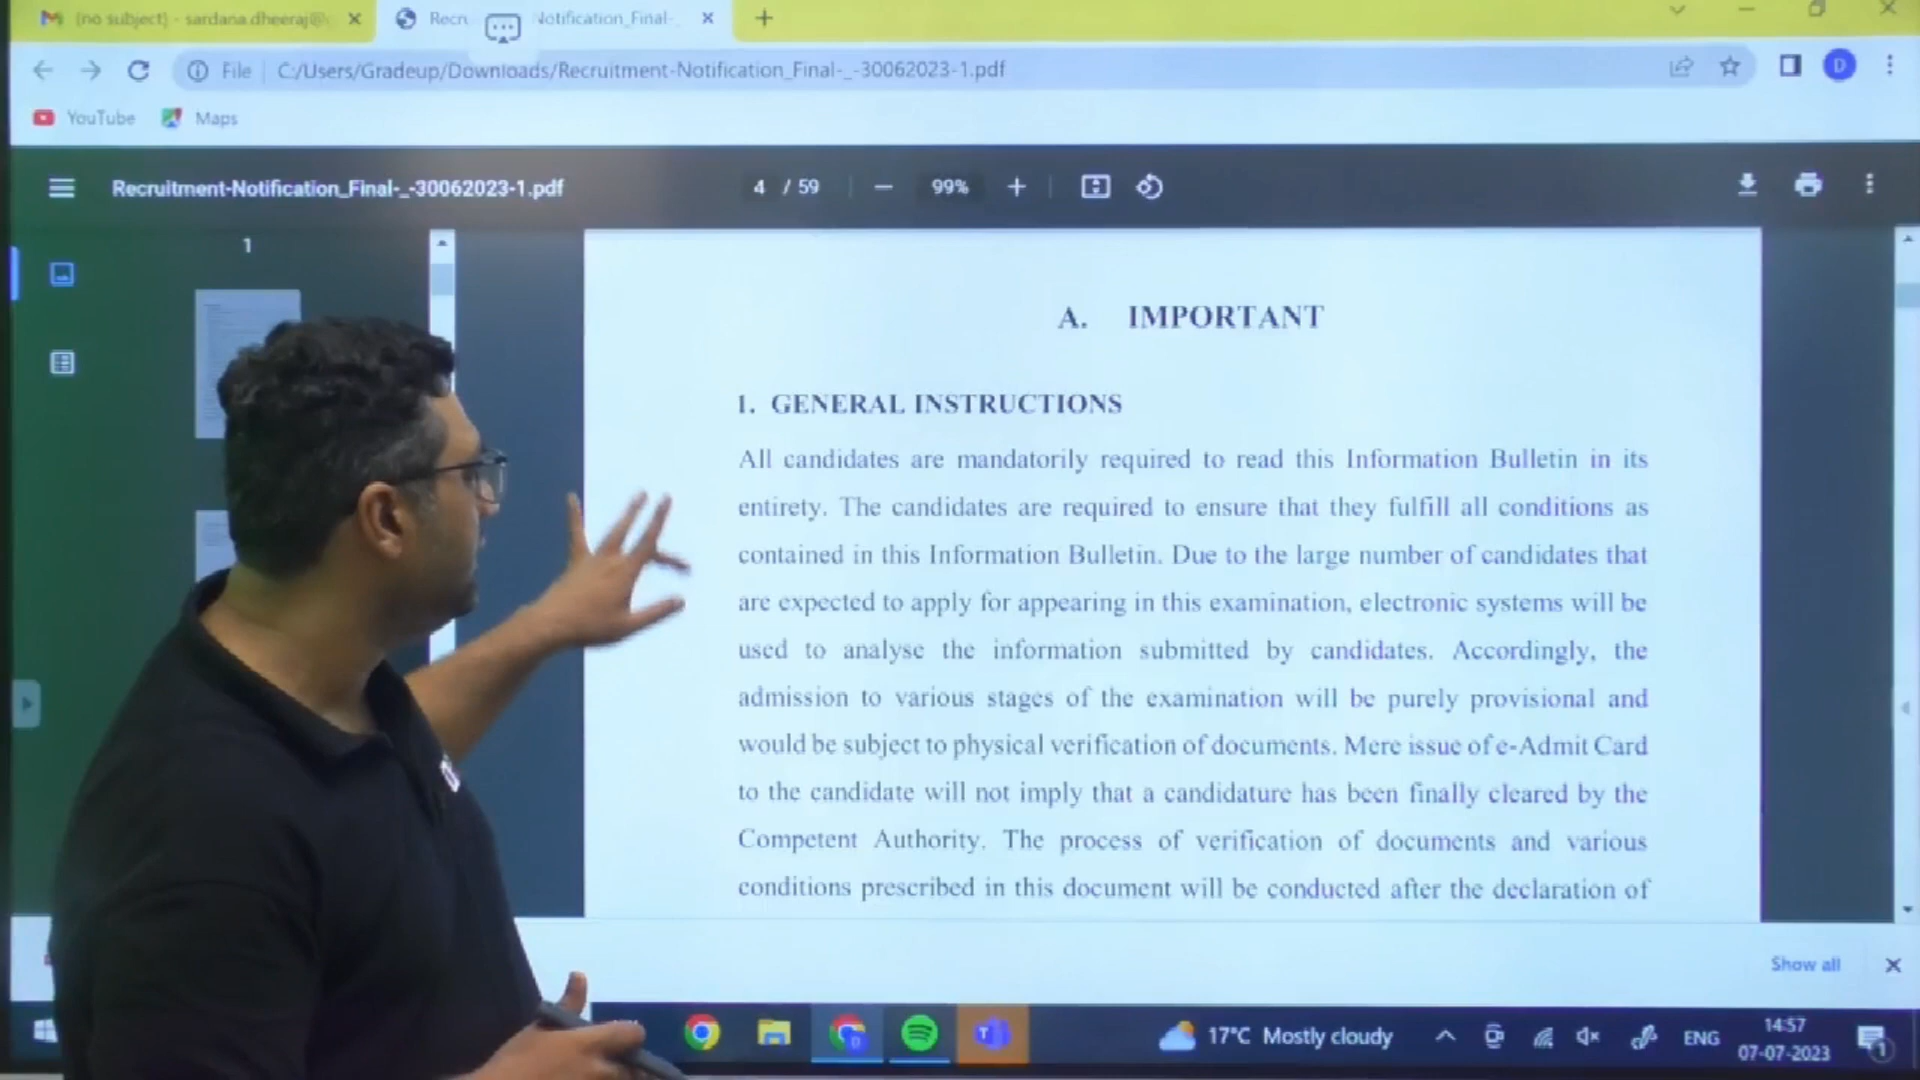 (no subject) - sardana.dheeraj@
Recr
Notification_Final-_
File
C:/Users/Gradeup/Downloads/Recruitment-Notification_Final-_-30062023-1.pdf
D
YouTube
Maps
Recruitment-Notification_Final-_-30062023-1.pdf
4 / 59
99%
1
A. IMPORTANT
1. GENERAL INSTRUCTIONS
All candidates are mandatorily required to read this Information Bulletin in its
entirety. The candidates are required to ensure that they fulfill all conditions as
contained in this Information Bulletin. Due to the large number of candidates that
are expected to apply for appearing in this examination, electronic systems will be
used to analyse the information submitted by candidates. Accordingly, the
admission to various stages of the examination will be purely provisional and
would be subject to physical verification of documents. Mere issue of e-Admit Card
to the candidate will not imply that a candidature has been finally cleared by the
Competent Authority. The process of verification of documents and various
conditions prescribed in this document will be conducted after the declaration of
Show all
17°C Mostly cloudy
ENG
14:57
07-07-2023
1